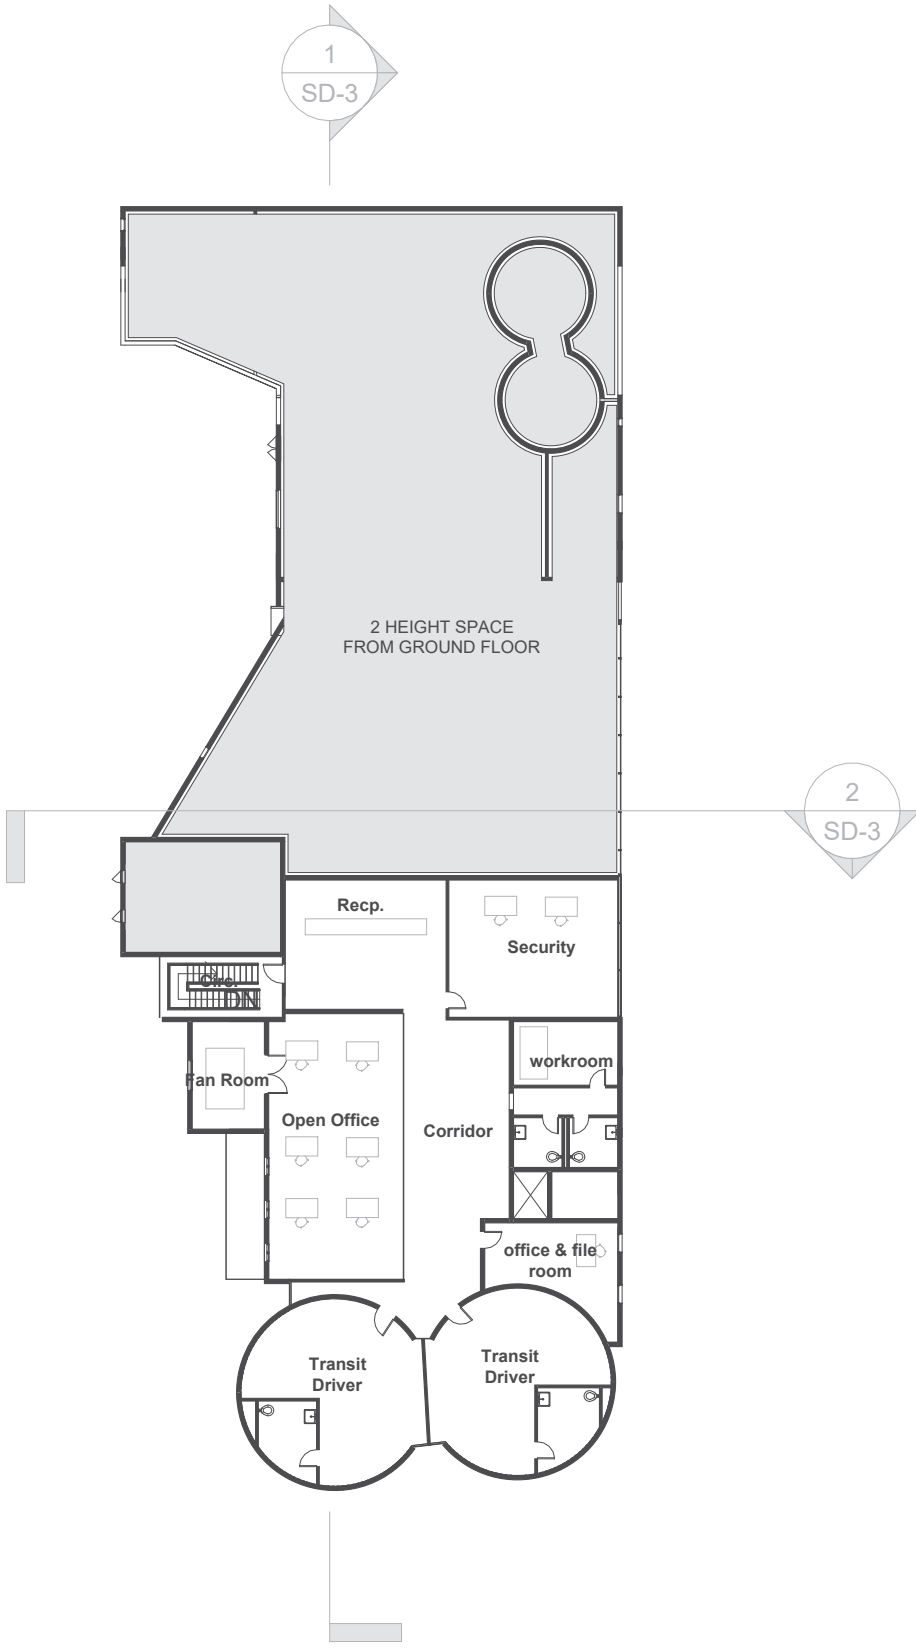 1
SD-3
2 HEIGHT SPACE
FROM GROUND FLOOR
2
SD-3
Recp.
Security
Circ.
DN
workroom
Fan Room
Open Office
Corridor
office & file
room
Transit
Driver
Transit
Driver